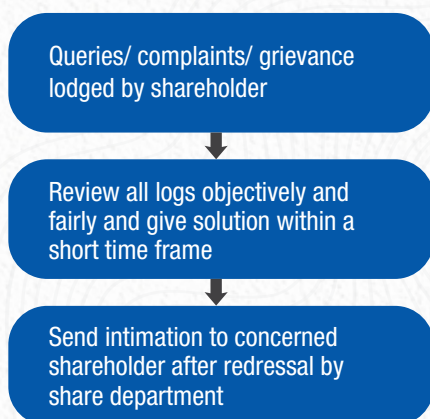 Queries/ complaints/ grievance
lodged by shareholder
Review all logs objectively and
fairly and give solution within a
short time frame
Send intimation to concerned
shareholder after redressal by
share department